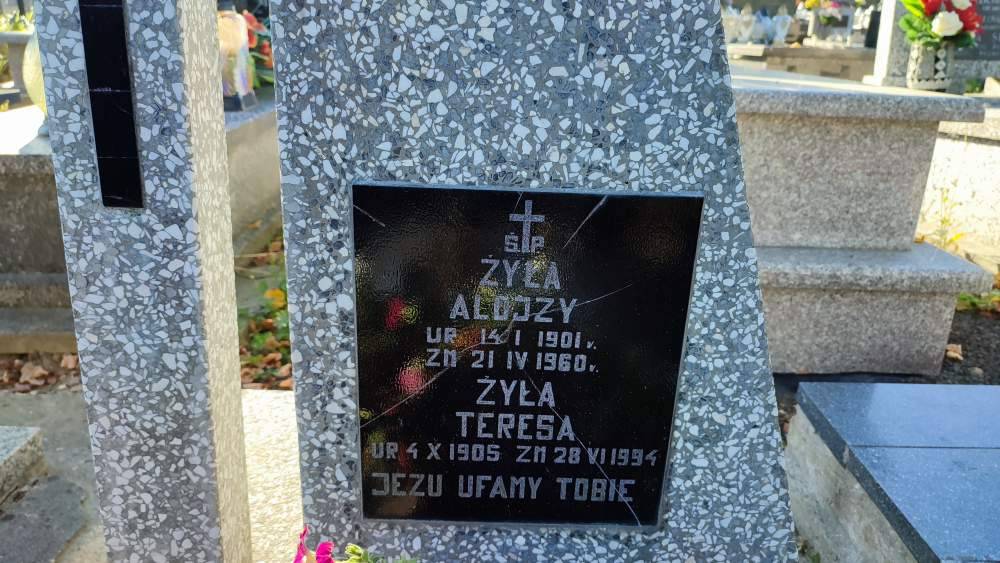 Ś.P.
ŻYŁA
ALOJZY
UR 14 I 1901 r.
ZM 21 IV 1960 r.
ŻYŁA
TERESA
UR 4 X 1905 ZM 28 VI 1994
JEZU UFAMY TOBIE